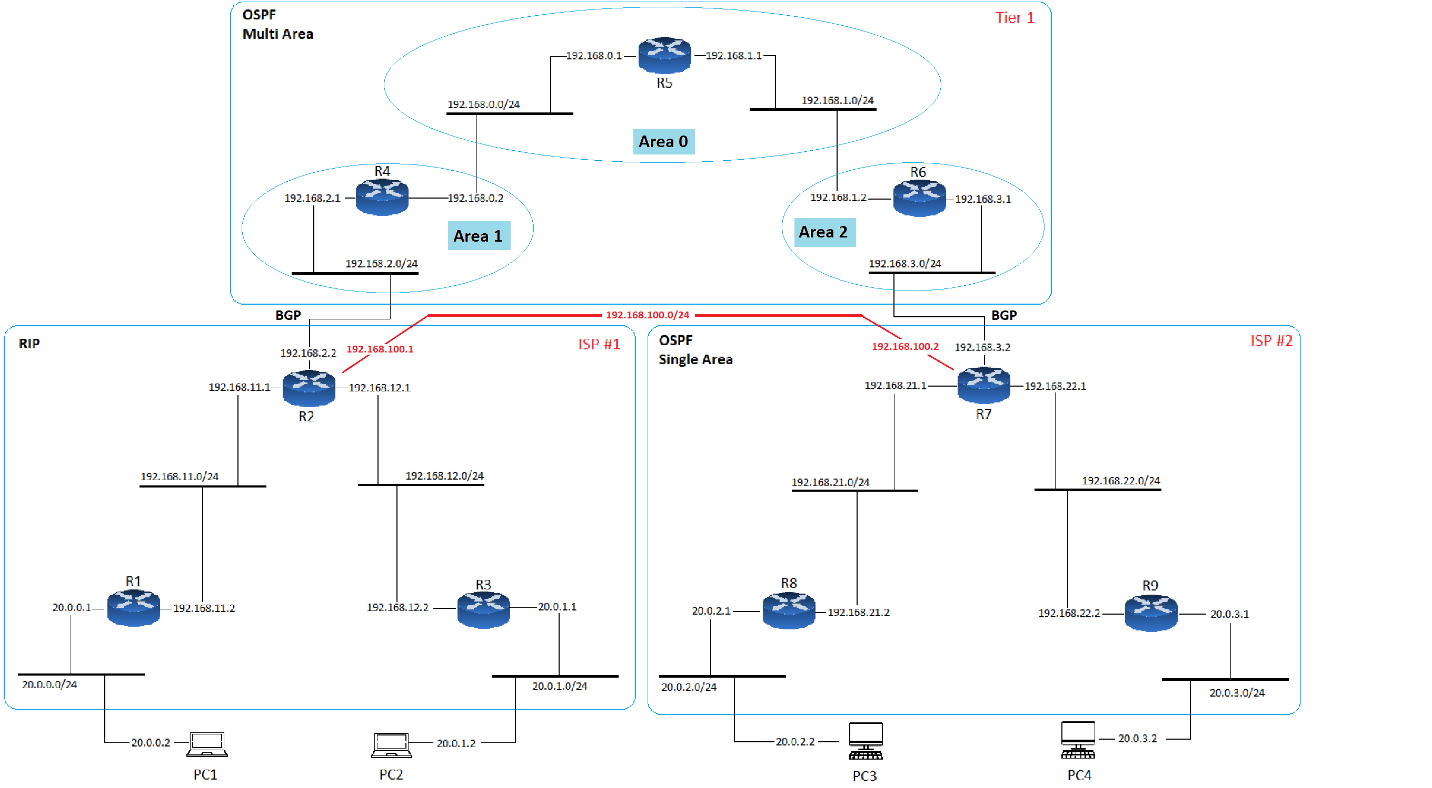 OSPF
Multi Area
Tier 1
192.168.0.1
R5
192.168.1.1
192.168.0.0/24
192.168.1.0/24
Area 0
R4
192.168.2.1
192.168.0.2
Area 1
192.168.2.0/24
R6
192.168.1.2
192.168.3.1
Area 2
192.168.3.0/24
BGP
192.168.100.0/24
BGP
RIP
ISP #1
192.168.2.2
192.168.100.1
192.168.11.1
192.168.12.1
R2
192.168.11.0/24
192.168.12.0/24
R1
20.0.0.1
192.168.11.2
R3
192.168.12.2
20.0.1.1
20.0.0.0/24
20.0.1.0/24
20.0.0.2
PC1
20.0.1.2
PC2
OSPF
Single Area
ISP #2
192.168.100.2
192.168.3.2
192.168.21.1
192.168.22.1
R7
192.168.21.0/24
192.168.22.0/24
R8
20.0.2.1
192.168.21.2
R9
192.168.22.2
20.0.3.1
20.0.2.0/24
20.0.3.0/24
20.0.2.2
PC3
20.0.3.2
PC4